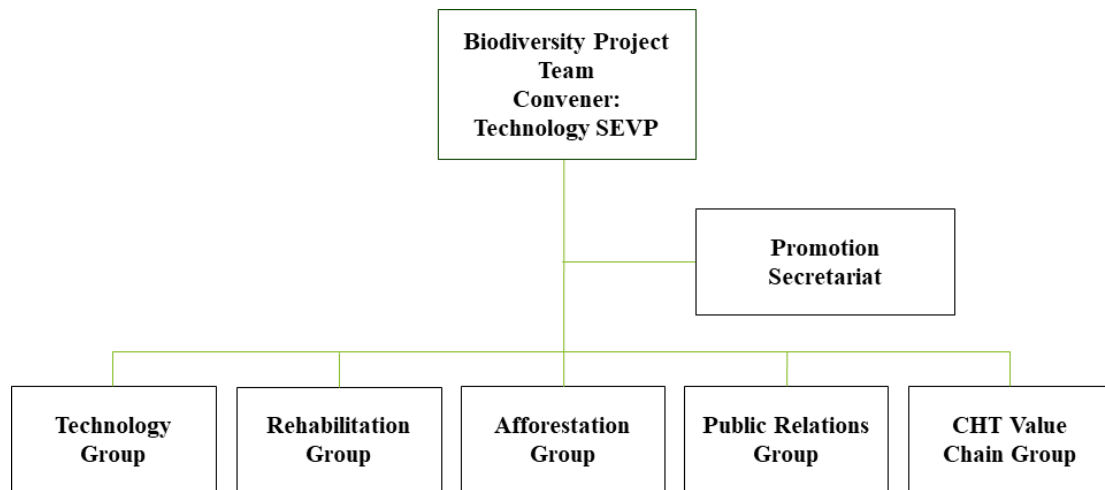 Biodiversity Project
Team
Convener:
Technology SEVP
Promotion
Secretariat
Technology
Group
Rehabilitation
Group
Afforestation
Group
Public Relations
Group
CHT Value
Chain Group